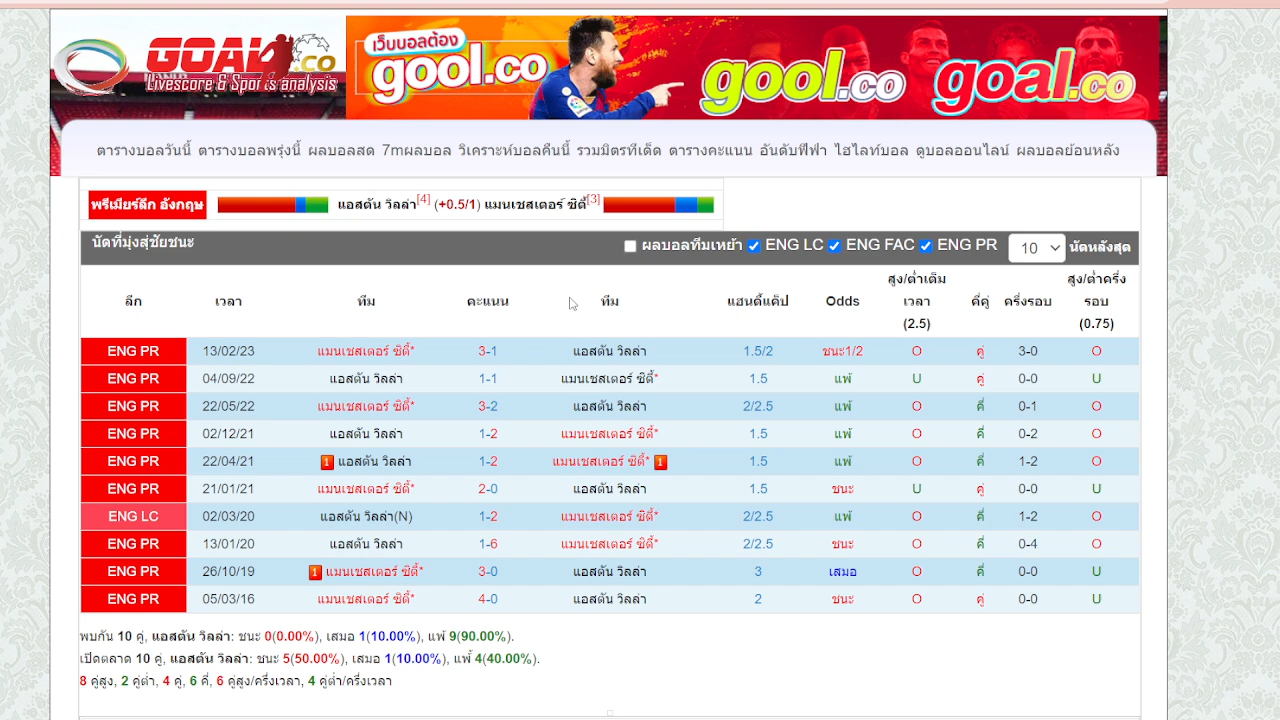 GOAL.co
Livescore & Sports analysis
เว็บบอลต้อง
gool.co
gool.co
goal.co
ตารางบอลวันนี้ ตารางบอลพรุ่งนี้ ผลบอลสด 7mผลบอล วิเคราะห์บอลคืนนี้ รวมมิตรทีเด็ด ตารางคะแนน อันดับฟีฟ่า ไฮไลท์บอล ดูบอลออนไลน์ ผลบอลย้อนหลัง
พรีเมียร์ลีก อังกฤษ แอสตัน วิลล่า[4] (+0.5/1) แมนเชสเตอร์ ซิตี้[3]
นัดที่มุ่งสู่ชัยชนะ ผลบอลทีมเหย้า ENG LC ENG FAC ENG PR 10 นัดหลังสุด
ลีก เวลา ทีม คะแนน ทีม แฮนดี้แค็ป Odds สูง/ต่ำเต็มเวลา (2.5) คี่คู่ ครึ่งรอบ สูง/ต่ำครึ่งรอบ (0.75)
ENG PR 13/02/23 แมนเชสเตอร์ ซิตี้* 3-1 แอสตัน วิลล่า 1.5/2 ชนะ1/2 O คู่ 3-0 O
ENG PR 04/09/22 แอสตัน วิลล่า 1-1 แมนเชสเตอร์ ซิตี้* 1.5 แพ้ U คู่ 0-0 U
ENG PR 22/05/22 แมนเชสเตอร์ ซิตี้* 3-2 แอสตัน วิลล่า 2/2.5 แพ้ O คี่ 0-1 O
ENG PR 02/12/21 แอสตัน วิลล่า 1-2 แมนเชสเตอร์ ซิตี้* 1.5 แพ้ O คี่ 0-2 O
ENG PR 22/04/21 1 แอสตัน วิลล่า 1-2 แมนเชสเตอร์ ซิตี้* 1 1.5 แพ้ O คี่ 1-2 O
ENG PR 21/01/21 แมนเชสเตอร์ ซิตี้* 2-0 แอสตัน วิลล่า 1.5 ชนะ U คู่ 0-0 U
ENG LC 02/03/20 แอสตัน วิลล่า(N) 1-2 แมนเชสเตอร์ ซิตี้* 2/2.5 แพ้ O คี่ 1-2 O
ENG PR 13/01/20 แอสตัน วิลล่า 1-6 แมนเชสเตอร์ ซิตี้* 2/2.5 ชนะ O คี่ 0-4 O
ENG PR 26/10/19 1 แมนเชสเตอร์ ซิตี้* 3-0 แอสตัน วิลล่า 3 เสมอ O คี่ 0-0 U
ENG PR 05/03/16 แมนเชสเตอร์ ซิตี้* 4-0 แอสตัน วิลล่า 2 ชนะ O คู่ 0-0 U
พบกัน 10 คู่, แอสตัน วิลล่า: ชนะ 0(0.00%), เสมอ 1(10.00%), แพ้ 9(90.00%).
เปิดตลาด 10 คู่, แอสตัน วิลล่า: ชนะ 5(50.00%), เสมอ 1(10.00%), แพ้ 4(40.00%).
8 คู่สูง, 2 คู่ต่ำ, 4 คู่, 6 คี่, 6 คู่สูง/ครึ่งเวลา, 4 คู่ต่ำ/ครึ่งเวลา